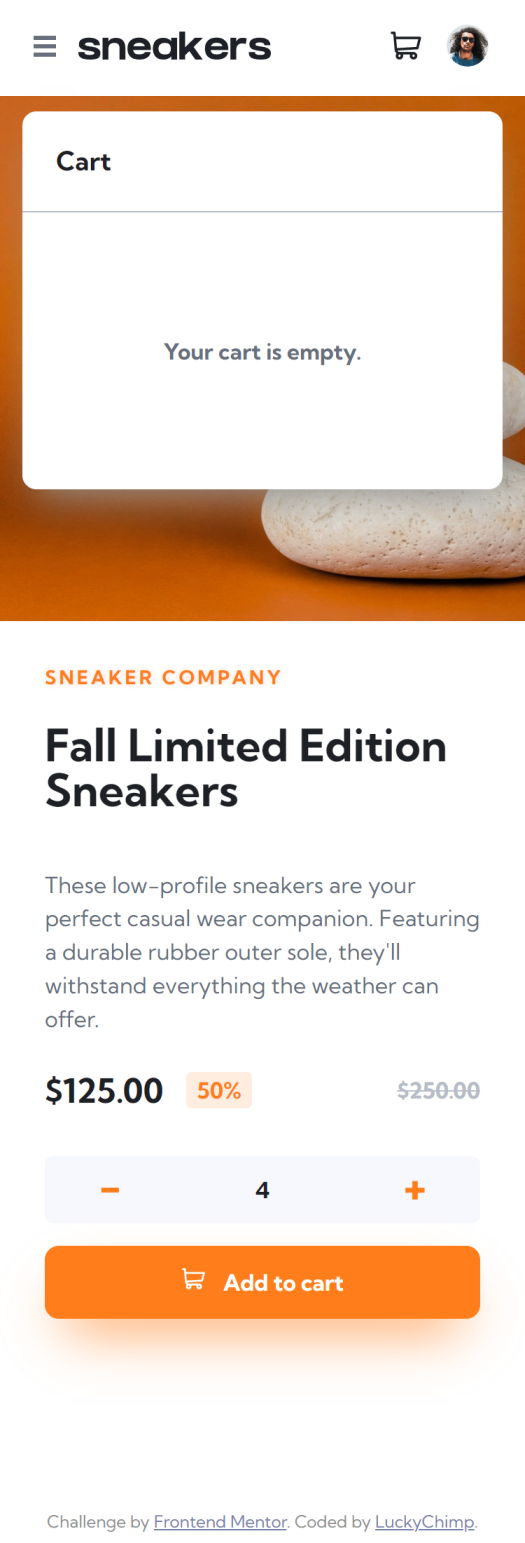 sneakers
Cart
Your cart is empty.
SNEAKER COMPANY
Fall Limited Edition
Sneakers
These low-profile sneakers are your
perfect casual wear companion. Featuring
a durable rubber outer sole, they'll
withstand everything the weather can
offer.
$125.00 50% $250.00
4
Add to cart
Challenge by Frontend Mentor. Coded by LuckyChimp.